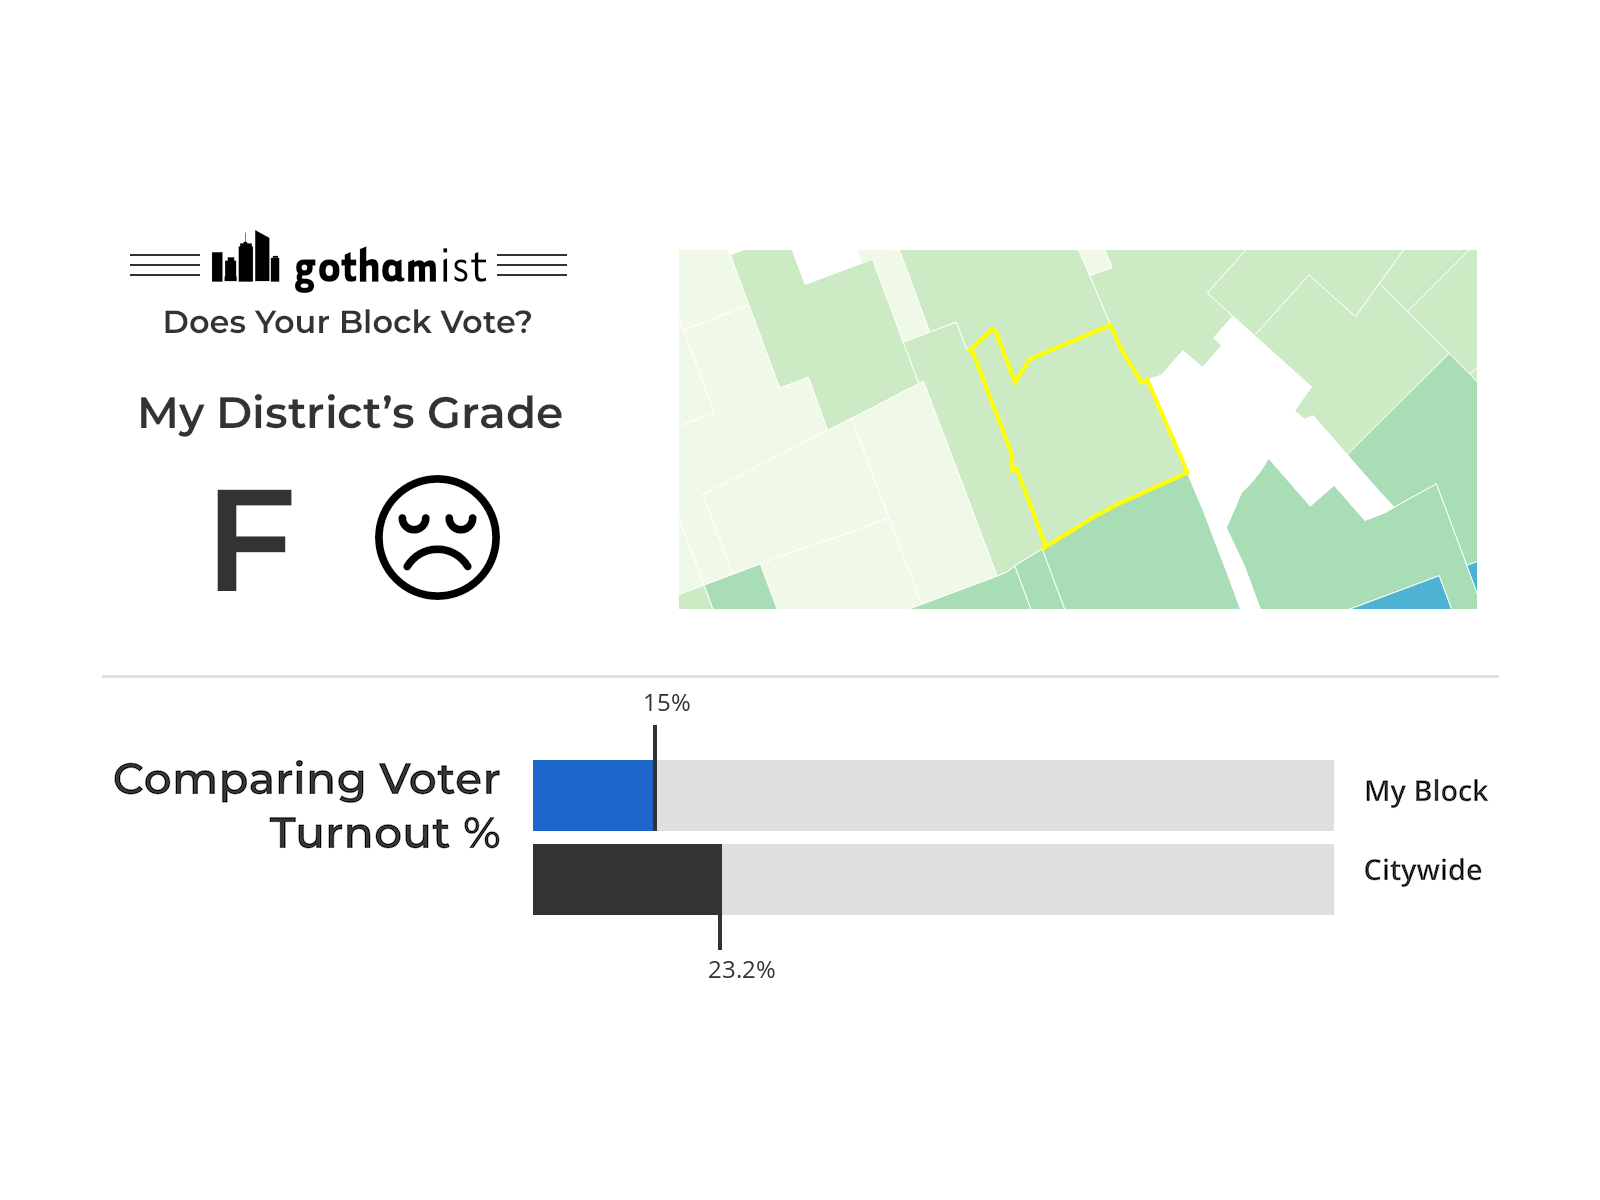 gothamist
Does Your Block Vote?
My District’s Grade
F
15%
Comparing Voter
Turnout %
My Block
Citywide
23.2%